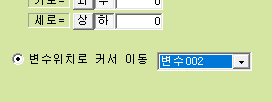 가로= 좌 우 0
세로= 상 하 0
변수위치로 커서 이동 변수002